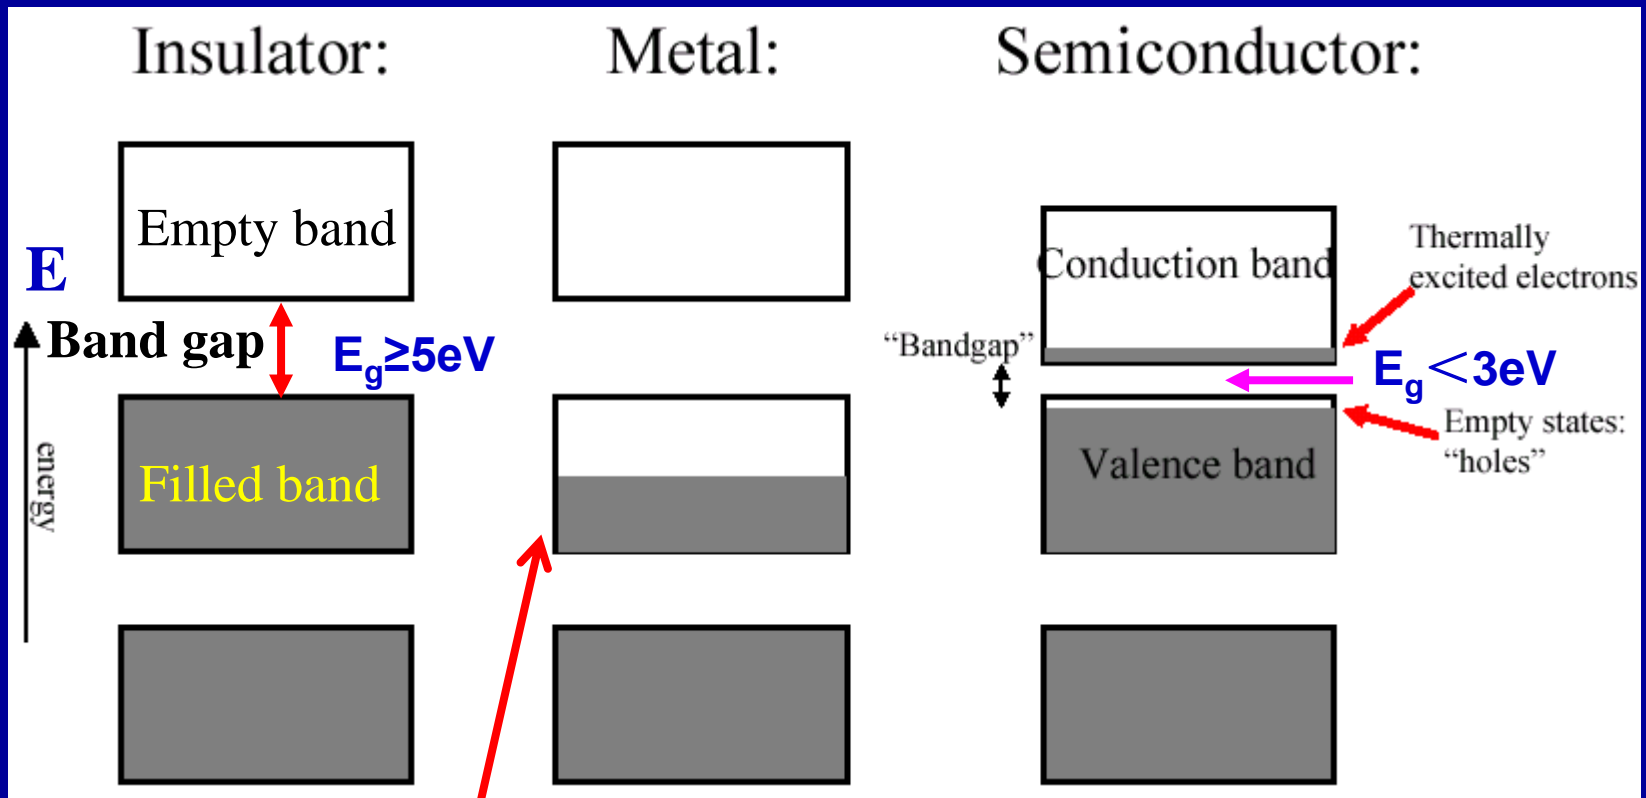 Insulator:
Metal:
Semiconductor:
Empty band
E
Band gap
Eg≥5eV
Filled band
energy
Conduction band
Thermally
excited electrons
“Bandgap”
Eg<3eV
Empty states:
“holes”
Valence band